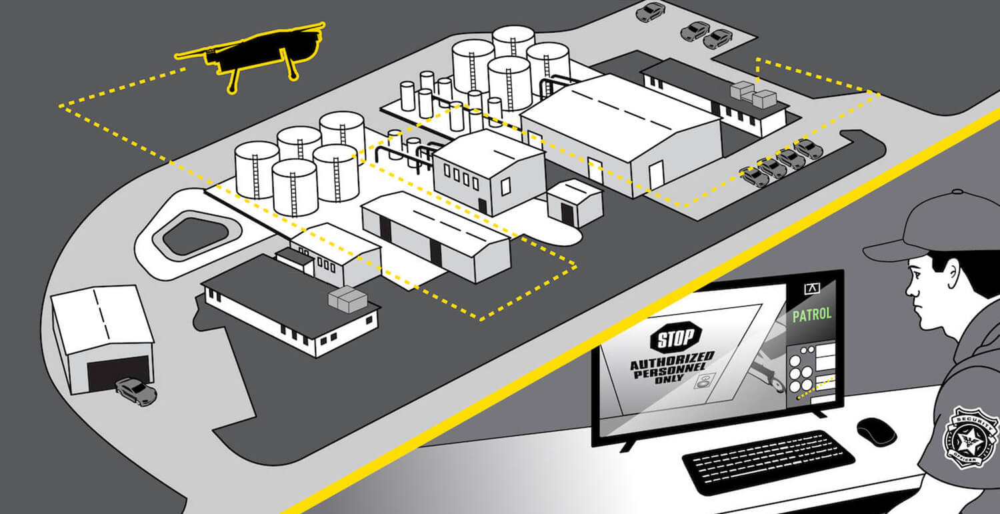 PATROL
STOP
AUTHORIZED
PERSONNEL
ONLY
SECURITY
OFFICER